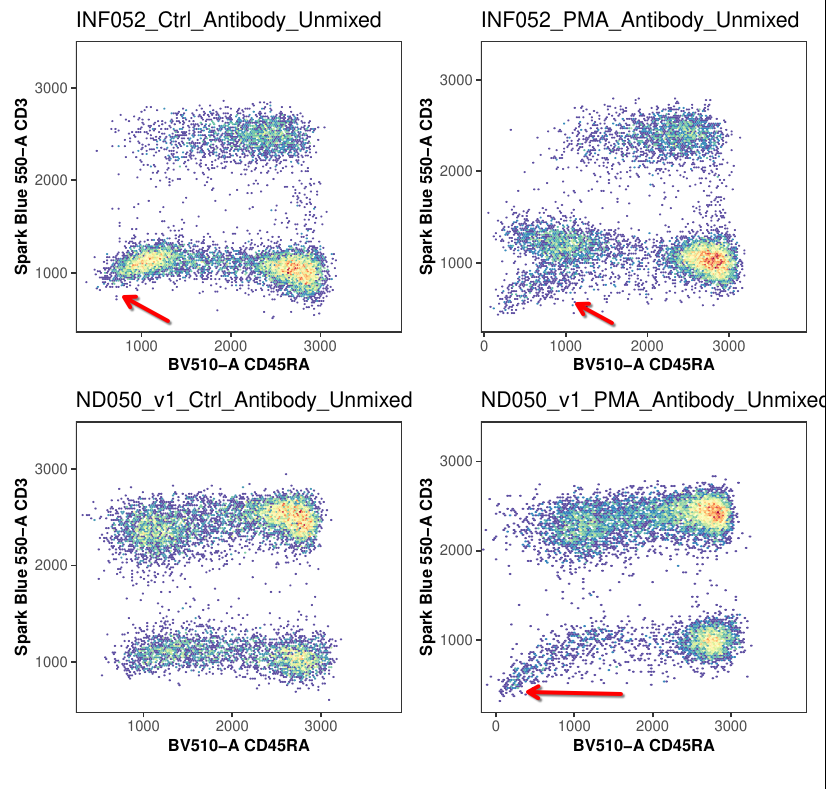 INF052_Ctrl_Antibody_Unmixed
3000
2000
1000
Spark Blue 550−A CD3
1000 2000 3000
BV510−A CD45RA
INF052_PMA_Antibody_Unmixed
3000
2000
1000
Spark Blue 550−A CD3
0 1000 2000 3000
BV510−A CD45RA
ND050_v1_Ctrl_Antibody_Unmixed
3000
2000
1000
Spark Blue 550−A CD3
1000 2000 3000
BV510−A CD45RA
ND050_v1_PMA_Antibody_Unmixed
3000
2000
1000
Spark Blue 550−A CD3
0 1000 2000 3000
BV510−A CD45RA